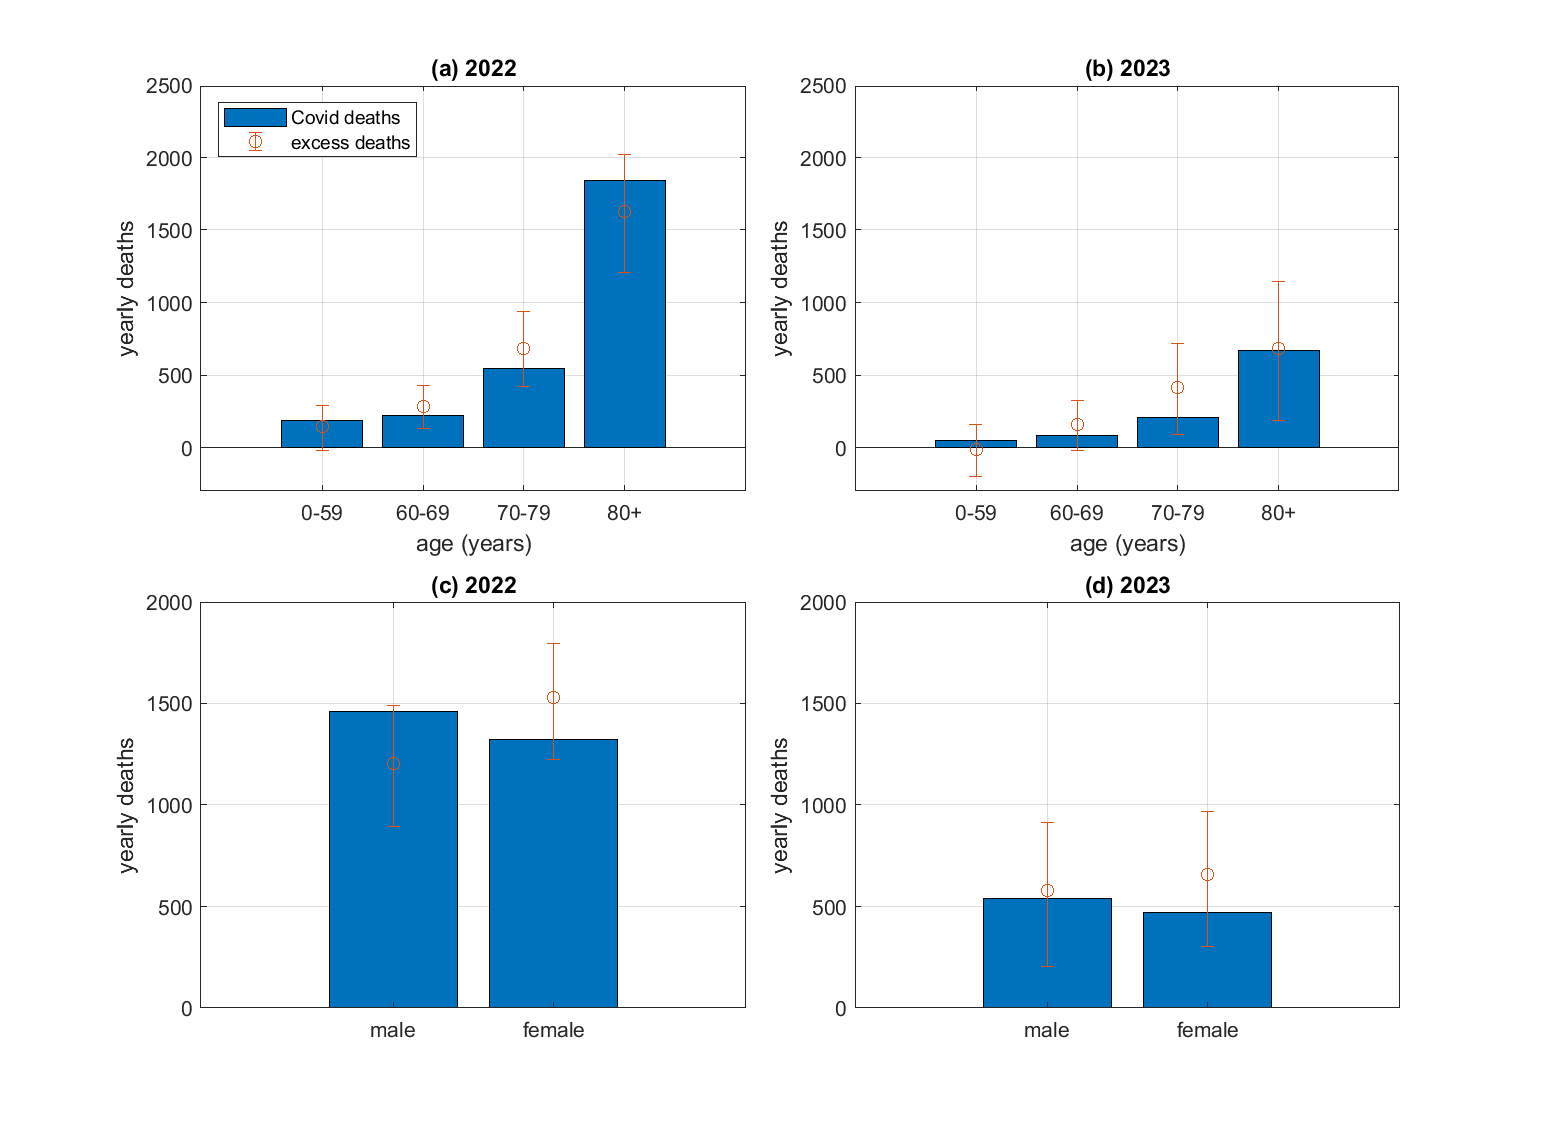 (a) 2022
2500
2000
1500
1000
500
0
yearly deaths
Covid deaths
excess deaths
0-59 60-69 70-79 80+
age (years)
(b) 2023
2500
2000
1500
1000
500
0
yearly deaths
0-59 60-69 70-79 80+
age (years)
(c) 2022
2000
1500
1000
500
0
yearly deaths
male female
(d) 2023
2000
1500
1000
500
0
yearly deaths
male female